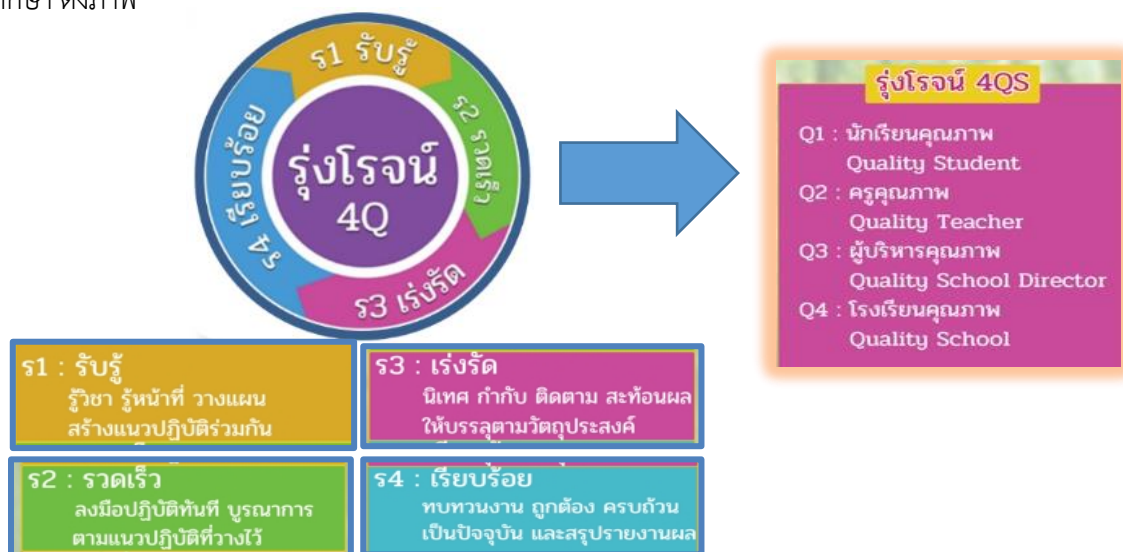 ดังภาพ
ร1 รับรู้
ร2 รวดเร็ว
ร3 เร่งรัด
ร4 เรียบร้อย
รุ่งโรจน์
4Q
รุ่งโรจน์ 4QS
Q1 : นักเรียนคุณภาพ
Quality Student
Q2 : ครูคุณภาพ
Quality Teacher
Q3 : ผู้บริหารคุณภาพ
Quality School Director
Q4 : โรงเรียนคุณภาพ
Quality School
ร1 : รับรู้
รู้วิชา รู้หน้าที่ วางแผน
สร้างแนวปฏิบัติร่วมกัน
ร3 : เร่งรัด
นิเทศ กำกับ ติดตาม สะท้อนผล
ให้บรรลุตามวัตถุประสงค์
ร2 : รวดเร็ว
ลงมือปฏิบัติทันที บูรณาการ
ตามแนวปฏิบัติที่วางไว้
ร4 : เรียบร้อย
ทบทวนงาน ถูกต้อง ครบถ้วน
เป็นปัจจุบัน และสรุปรายงานผล